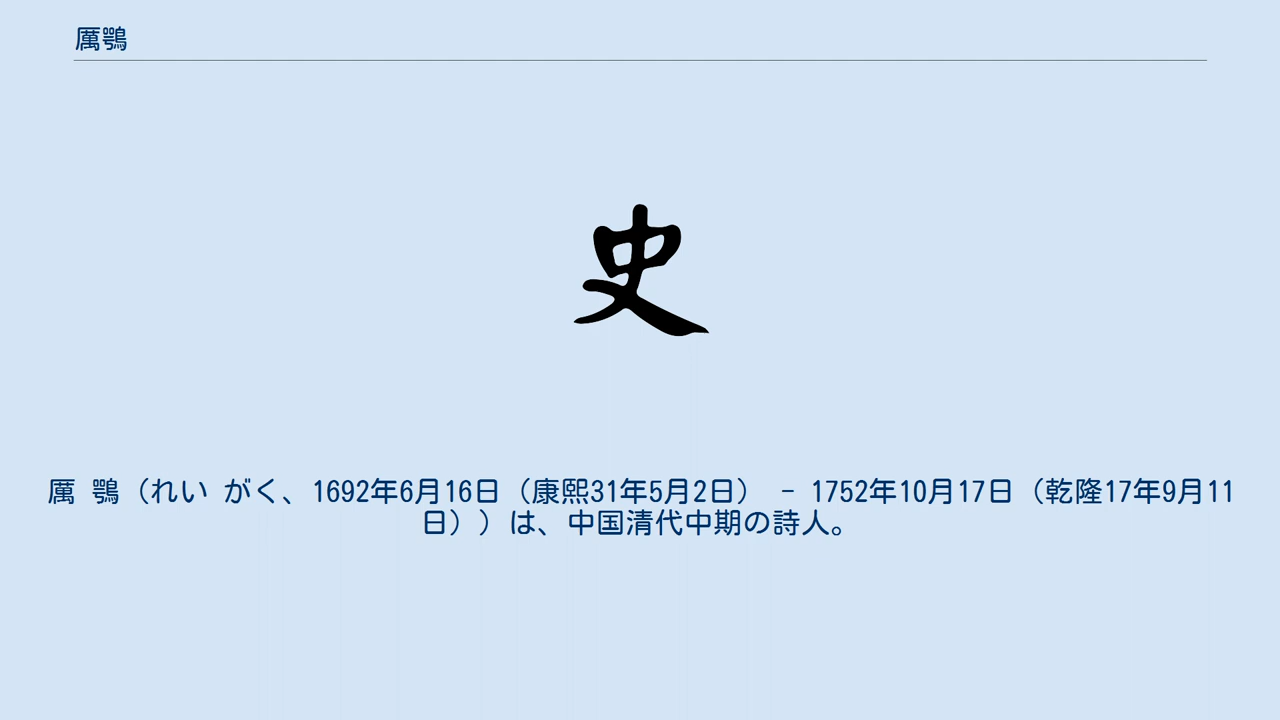 厲鶚
史
厲 鶚（れい がく、1692年6月16日（康熙31年5月2日） - 1752年10月17日（乾隆17年9月11
日））は、中国清代中期の詩人。